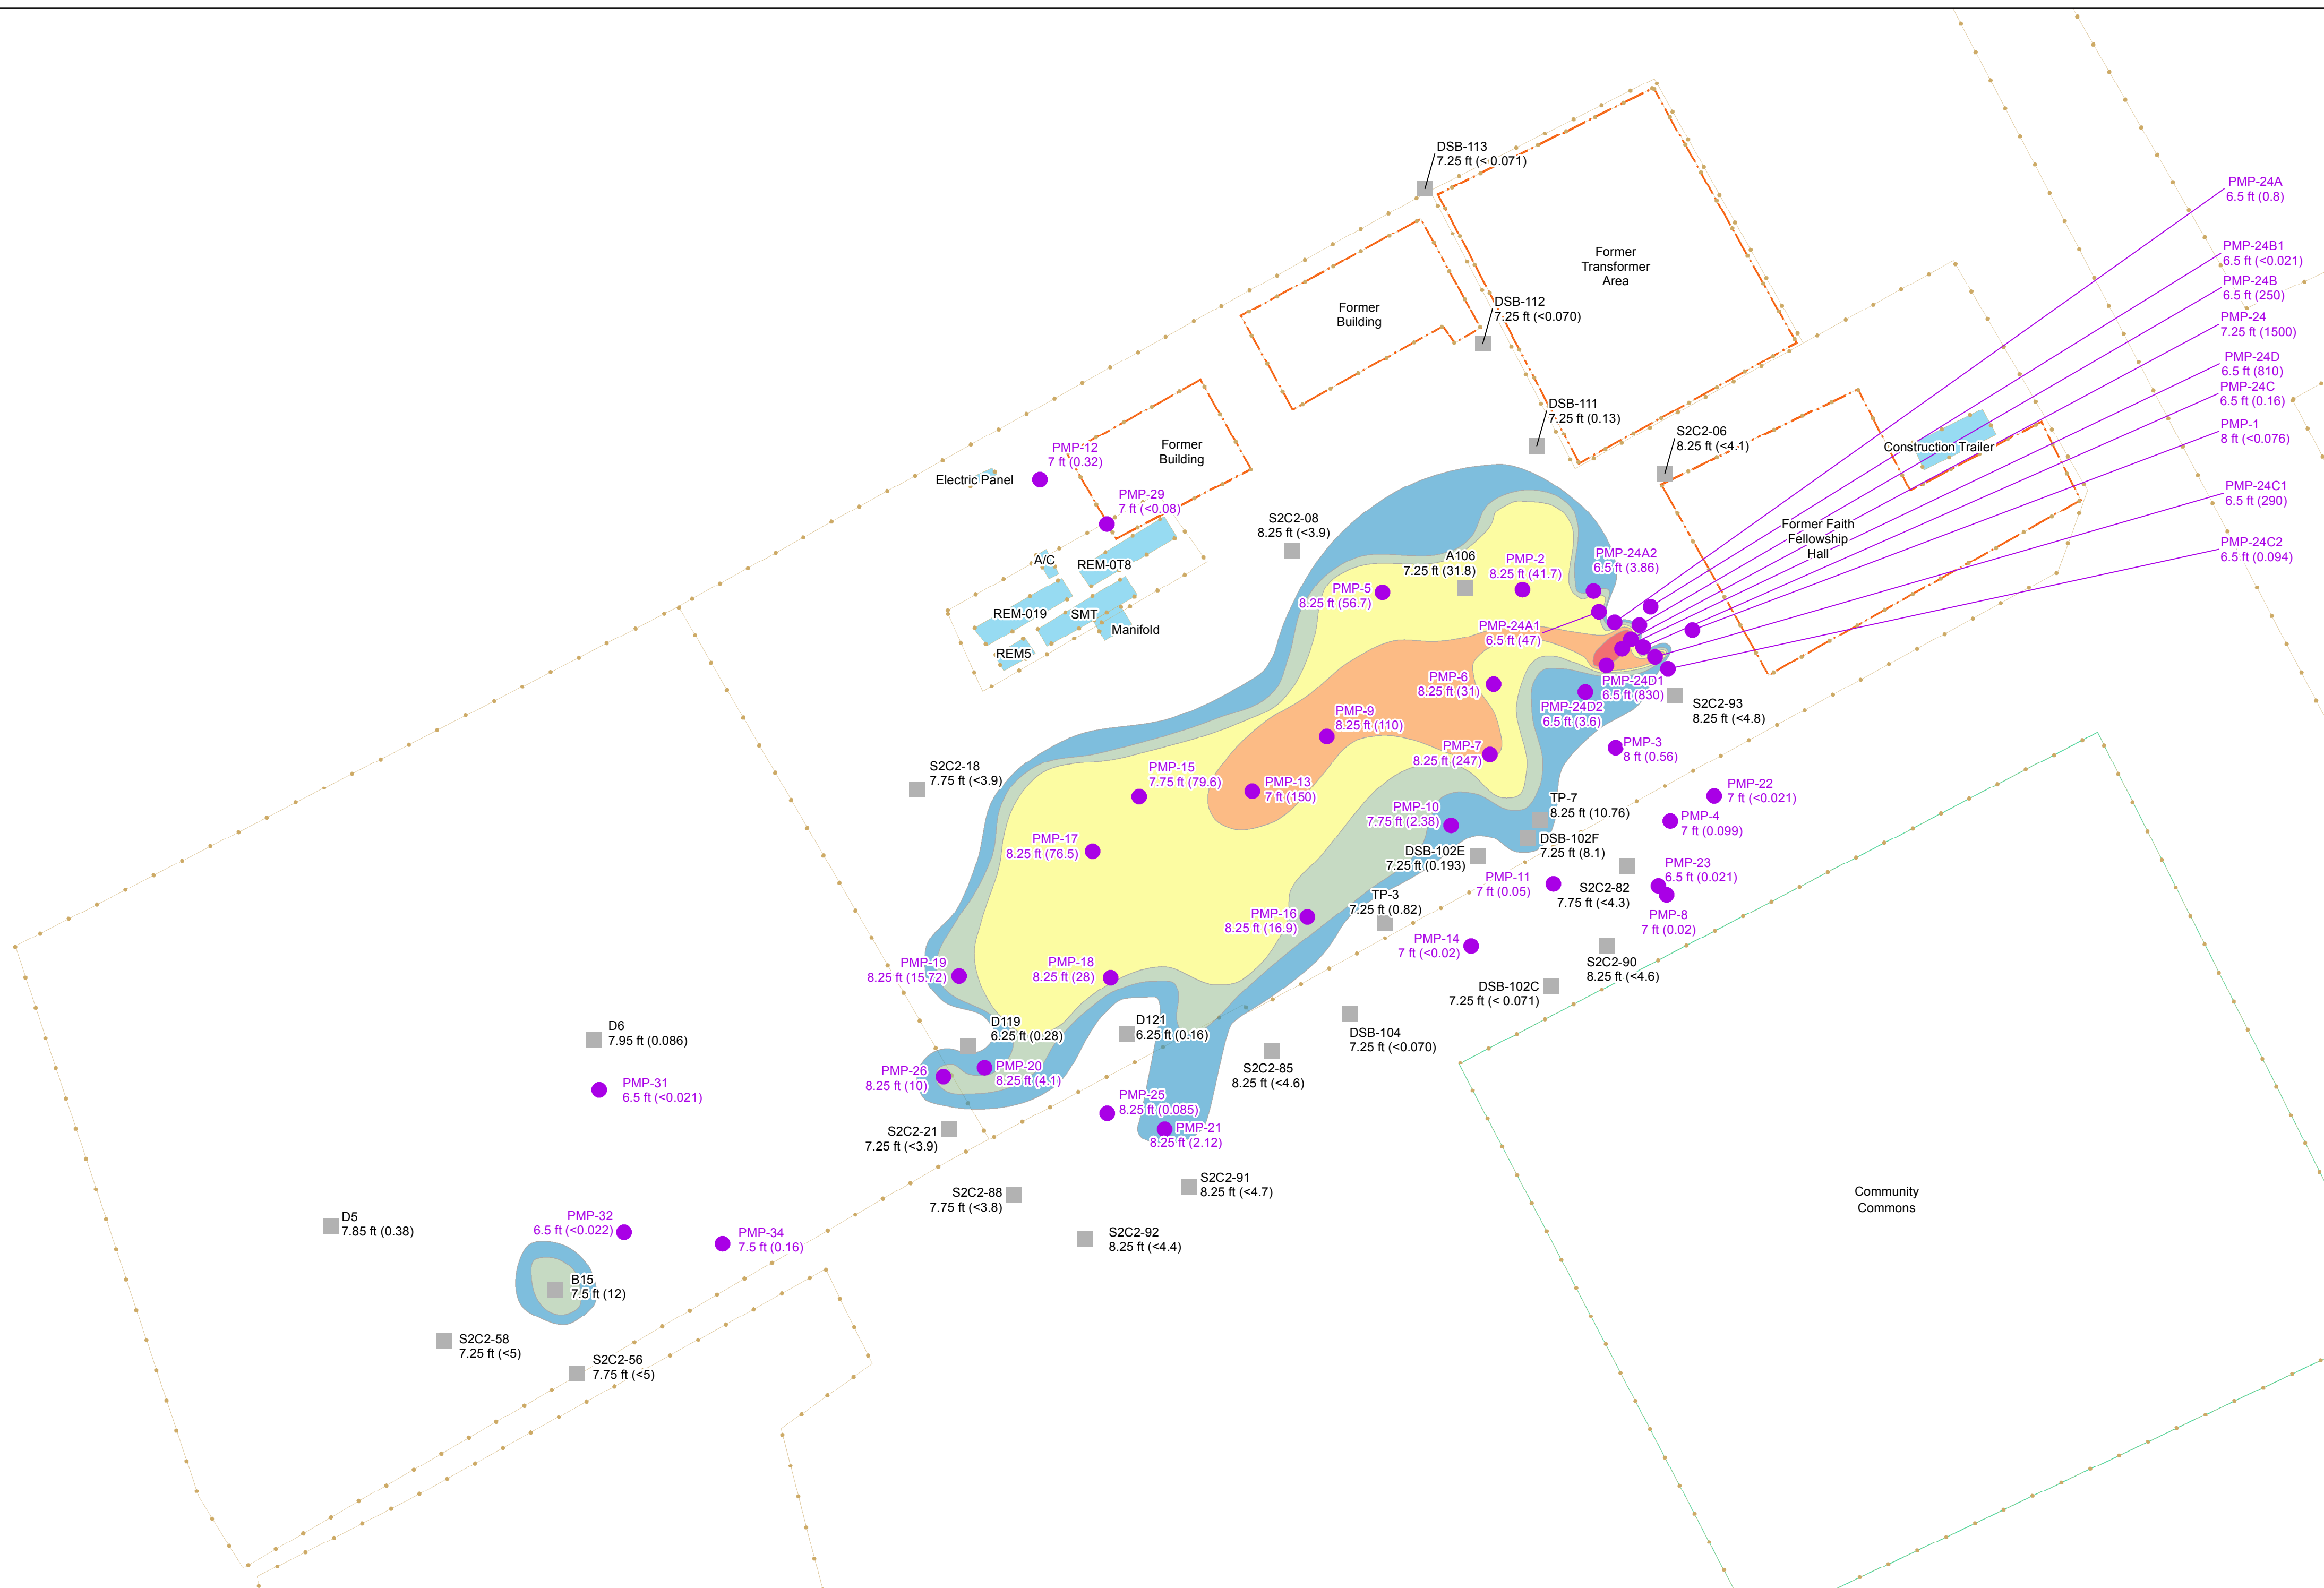 DSB-113
7.25 ft (< 0.071)
Former
Transformer
Area
PMP-24A
6.5 ft (0.8)
PMP-24B1
6.5 ft (<0.021)
PMP-24B
6.5 ft (250)
PMP-24
7.25 ft (1500)
PMP-24D
6.5 ft (810)
PMP-24C
6.5 ft (0.16)
PMP-1
8 ft (<0.076)
PMP-24C1
6.5 ft (290)
PMP-24C2
6.5 ft (0.094)
DSB-112
7.25 ft (<0.070)
Former
Building
DSB-111
7.25 ft (0.13)
S2C2-06
8.25 ft (<4.1)
Construction Trailer
Former
Building
PMP-12
7 ft (0.32)
Electric Panel
PMP-29
7 ft (<0.08)
S2C2-08
8.25 ft (<3.9)
Former Faith
Fellowship
Hall
A/C
REM-0T8
REM-019
SMT
Manifold
REM5
A106
7.25 ft (31.8)
PMP-2
8.25 ft (41.7)
PMP-24A2
6.5 ft (3.86)
PMP-5
8.25 ft (56.7)
PMP-24A1
6.5 ft (47)
PMP-6
8.25 ft (31)
PMP-24D1
6.5 ft (830)
PMP-24D2
6.5 ft (3.6)
S2C2-93
8.25 ft (<4.8)
PMP-9
8.25 ft (110)
PMP-7
8.25 ft (247)
PMP-3
8 ft (0.56)
S2C2-18
7.75 ft (<3.9)
PMP-15
7.75 ft (79.6)
PMP-13
7 ft (150)
PMP-22
7 ft (<0.021)
PMP-10
7.75 ft (2.38)
TP-7
8.25 ft (10.76)
PMP-4
7 ft (0.099)
PMP-17
8.25 ft (76.5)
DSB-102E
7.25 ft (0.193)
DSB-102F
7.25 ft (8.1)
PMP-23
6.5 ft (0.021)
PMP-11
7 ft (0.05)
S2C2-82
7.75 ft (<4.3)
TP-3
7.25 ft (0.82)
PMP-16
8.25 ft (16.9)
PMP-8
7 ft (0.02)
PMP-14
7 ft (<0.02)
PMP-19
8.25 ft (15.72)
PMP-18
8.25 ft (28)
S2C2-90
8.25 ft (<4.6)
DSB-102C
7.25 ft (< 0.071)
D6
7.95 ft (0.086)
D119
6.25 ft (0.28)
D121
6.25 ft (0.16)
DSB-104
7.25 ft (<0.070)
PMP-26
8.25 ft (10)
PMP-20
8.25 ft (4.1)
S2C2-85
8.25 ft (<4.6)
PMP-31
6.5 ft (<0.021)
PMP-25
8.25 ft (0.085)
S2C2-21
7.25 ft (<3.9)
PMP-21
8.25 ft (2.12)
S2C2-88
7.75 ft (<3.8)
S2C2-91
8.25 ft (<4.7)
Community
Commons
D5
7.85 ft (0.38)
PMP-32
6.5 ft (<0.022)
PMP-34
7.5 ft (0.16)
S2C2-92
8.25 ft (<4.4)
B15
7.5 ft (12)
S2C2-58
7.25 ft (<5)
S2C2-56
7.75 ft (<5)